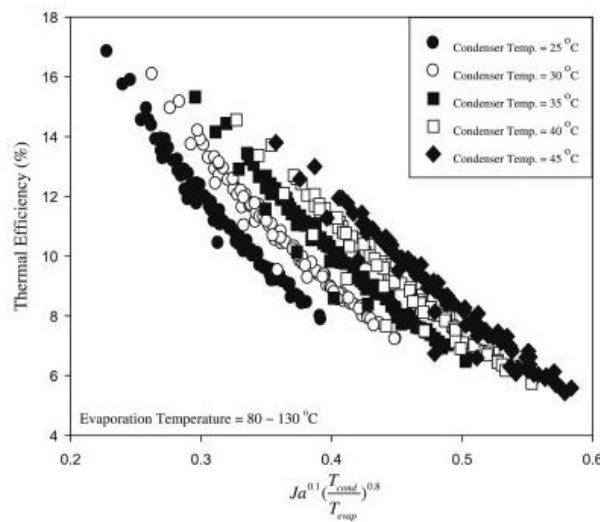 18
16
14
12
10
8
6
4
Thermal Efficiency (%)
Condenser Temp. = 25 °C
Condenser Temp. = 30 °C
Condenser Temp. = 35 °C
Condenser Temp. = 40 °C
Condenser Temp. = 45 °C
Evaporation Temperature = 80 ~ 130 °C
0.2 0.3 0.4 0.5 0.6
Ja^0.1(T_cond/T_evap)^0.8